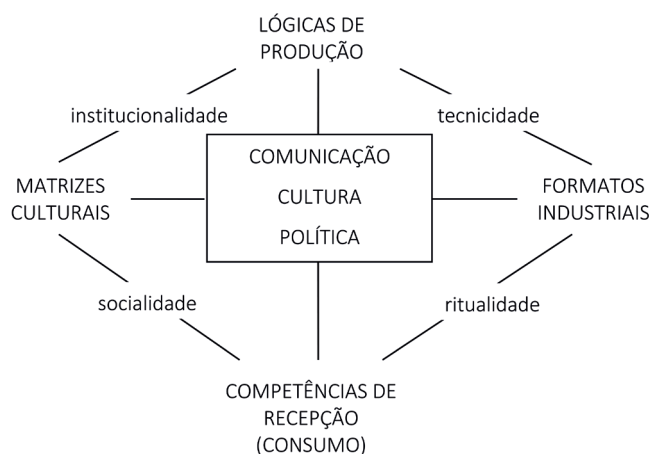 LÓGICAS DE
PRODUÇÃO
institucionalidade
tecnicidade
COMUNICAÇÃO
CULTURA
POLÍTICA
MATRIZES
CULTURAIS
FORMATOS
INDUSTRIAIS
socialidade
ritualidade
COMPETÊNCIAS DE
RECEPÇÃO
(CONSUMO)